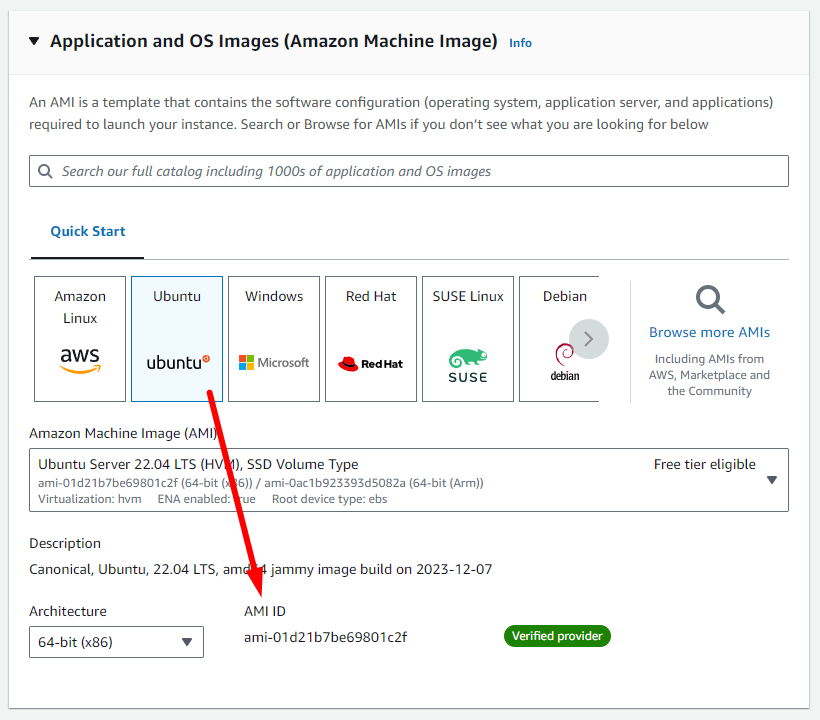 Application and OS Images (Amazon Machine Image) Info
An AMI is a template that contains the software configuration (operating system, application server, and applications)
required to launch your instance. Search or Browse for AMIs if you don't see what you are looking for below
Search our full catalog including 1000s of application and OS images
Quick Start
Amazon Linux
aws
Ubuntu
ubuntu
Windows
Microsoft
Red Hat
Red Hat
SUSE Linux
SUSE
Debian
debian
Browse more AMIs
Including AMIs from
AWS, Marketplace and
the Community
Amazon Machine Image (AMI)
Ubuntu Server 22.04 LTS (HVM), SSD Volume Type Free tier eligible
ami-01d21b7be69801c2f (64-bit (x86)) / ami-0ac1b923393d5082a (64-bit (Arm))
Virtualization: hvm ENA enabled: true Root device type: ebs
Description
Canonical, Ubuntu, 22.04 LTS, amd64 jammy image build on 2023-12-07
Architecture
64-bit (x86)
AMI ID
ami-01d21b7be69801c2f
Verified provider